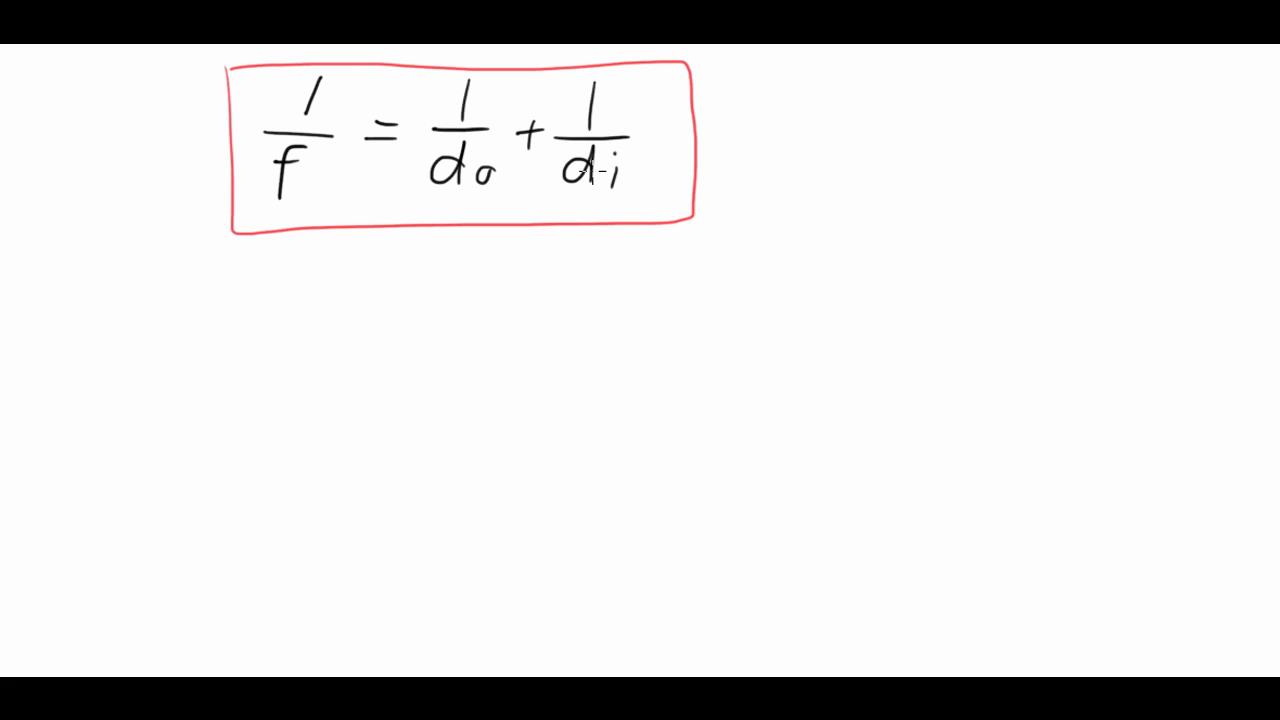 1/f = 1/do + 1/di